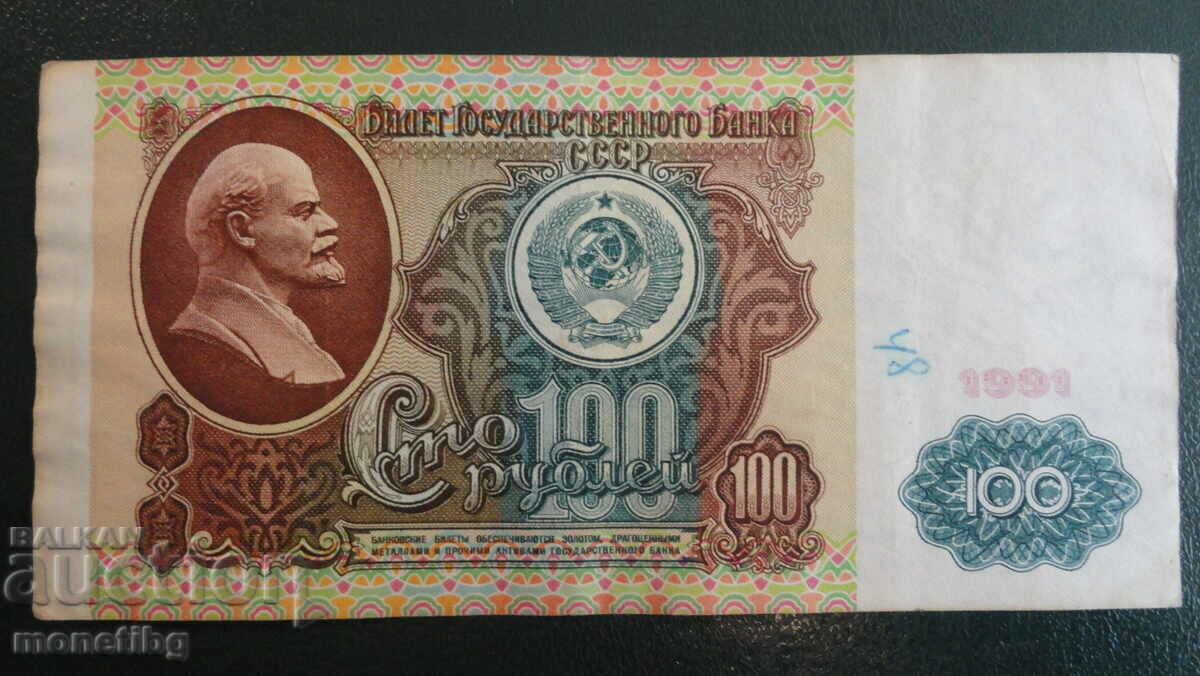 Билет Государственного Банка
СССР
Сто 100
рублей
100
Банковские билеты обеспечиваются золотом, драгоценными
металлами и прочими активами Государственного банка
1991
100
BALKAN
auction
monetibg